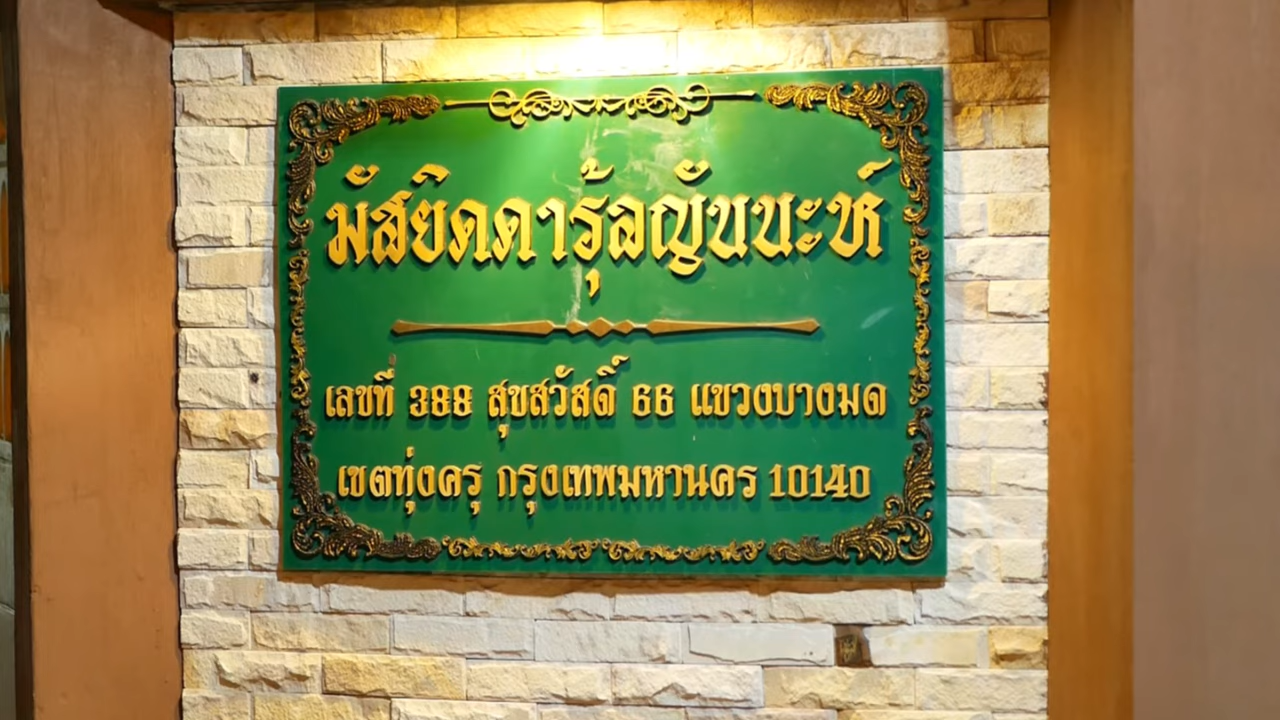 มัสยิดดารุ้ลญันนะห์
เลขที่ 388 สุขสวัสดิ์ 66 แขวงบางมด
เขตทุ่งครุ กรุงเทพมหานคร 10140